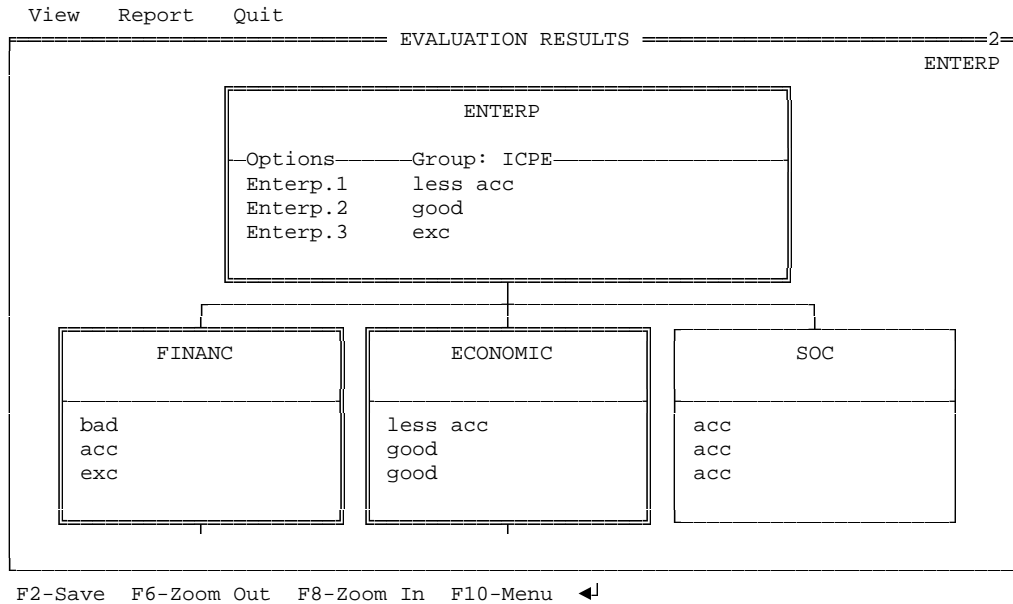 View Report Quit
EVALUATION RESULTS 2
ENTERP
ENTERP
Options Group: ICPE
Enterp.1 less acc
Enterp.2 good
Enterp.3 exc
FINANC ECONOMIC SOC
bad less acc acc
acc good acc
exc good acc
F2-Save F6-Zoom Out F8-Zoom In F10-Menu